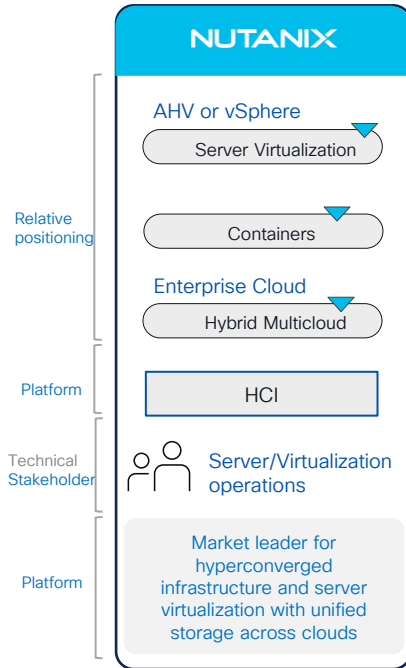 NUTANIX
AHV or vSphere
Server Virtualization
Relative
positioning
Containers
Enterprise Cloud
Hybrid Multicloud
Platform
HCI
Technical
Stakeholder
Server/Virtualization
operations
Platform
Market leader for
hyperconverged
infrastructure and server
virtualization with unified
storage across clouds